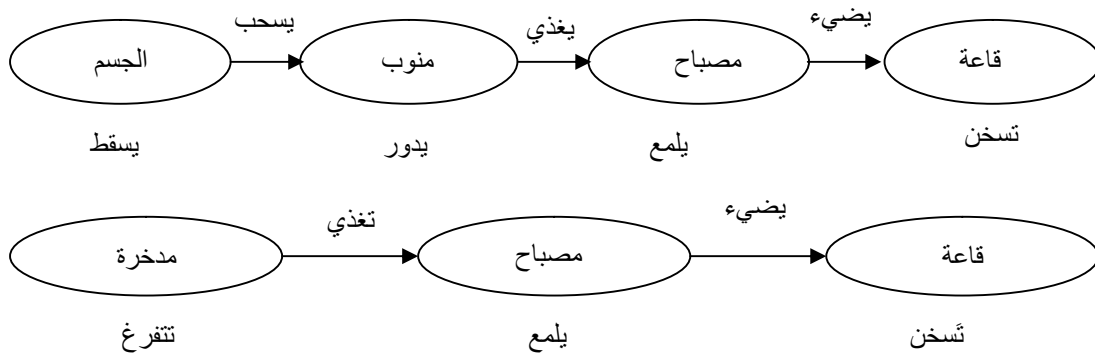 يسحب يغذي يضيء
الجسم منوب مصباح قاعة
يسقط يدور يلمع تسخن
تغذي يضيء
مدخرة مصباح قاعة
تتفرغ يلمع تَسخن